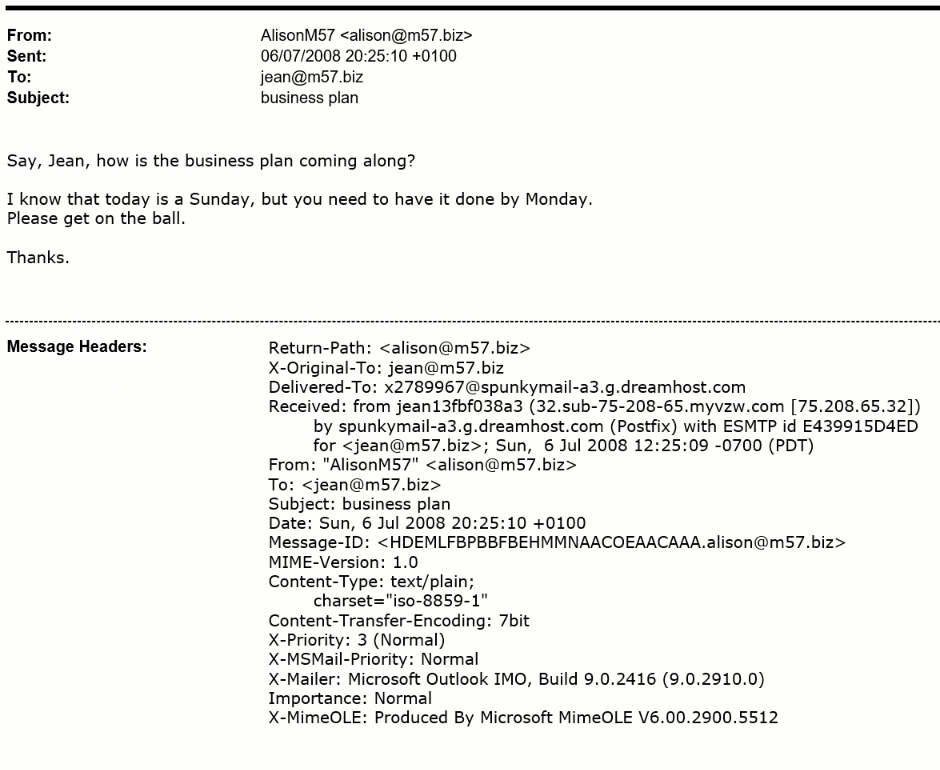 From: AlisonM57 <alison@m57.biz>
Sent: 06/07/2008 20:25:10 +0100
To: jean@m57.biz
Subject: business plan
Say, Jean, how is the business plan coming along?
I know that today is a Sunday, but you need to have it done by Monday.
Please get on the ball.
Thanks.
Message Headers: Return-Path: <alison@m57.biz>
X-Original-To: jean@m57.biz
Delivered-To: x2789967@spunkymail-a3.g.dreamhost.com
Received: from jean13fbf038a3 (32.sub-75-208-65.myvzw.com [75.208.65.32])
by spunkymail-a3.g.dreamhost.com (Postfix) with ESMTP id E439915D4ED
for <jean@m57.biz>; Sun, 6 Jul 2008 12:25:09 -0700 (PDT)
From: "AlisonM57" <alison@m57.biz>
To: <jean@m57.biz>
Subject: business plan
Date: Sun, 6 Jul 2008 20:25:10 +0100
Message-ID: <HDEMLFBPBBFBEHMMNAACOEAACAAA.alison@m57.biz>
MIME-Version: 1.0
Content-Type: text/plain;
charset="iso-8859-1"
Content-Transfer-Encoding: 7bit
X-Priority: 3 (Normal)
X-MSMail-Priority: Normal
X-Mailer: Microsoft Outlook IMO, Build 9.0.2416 (9.0.2910.0)
Importance: Normal
X-MimeOLE: Produced By Microsoft MimeOLE V6.00.2900.5512